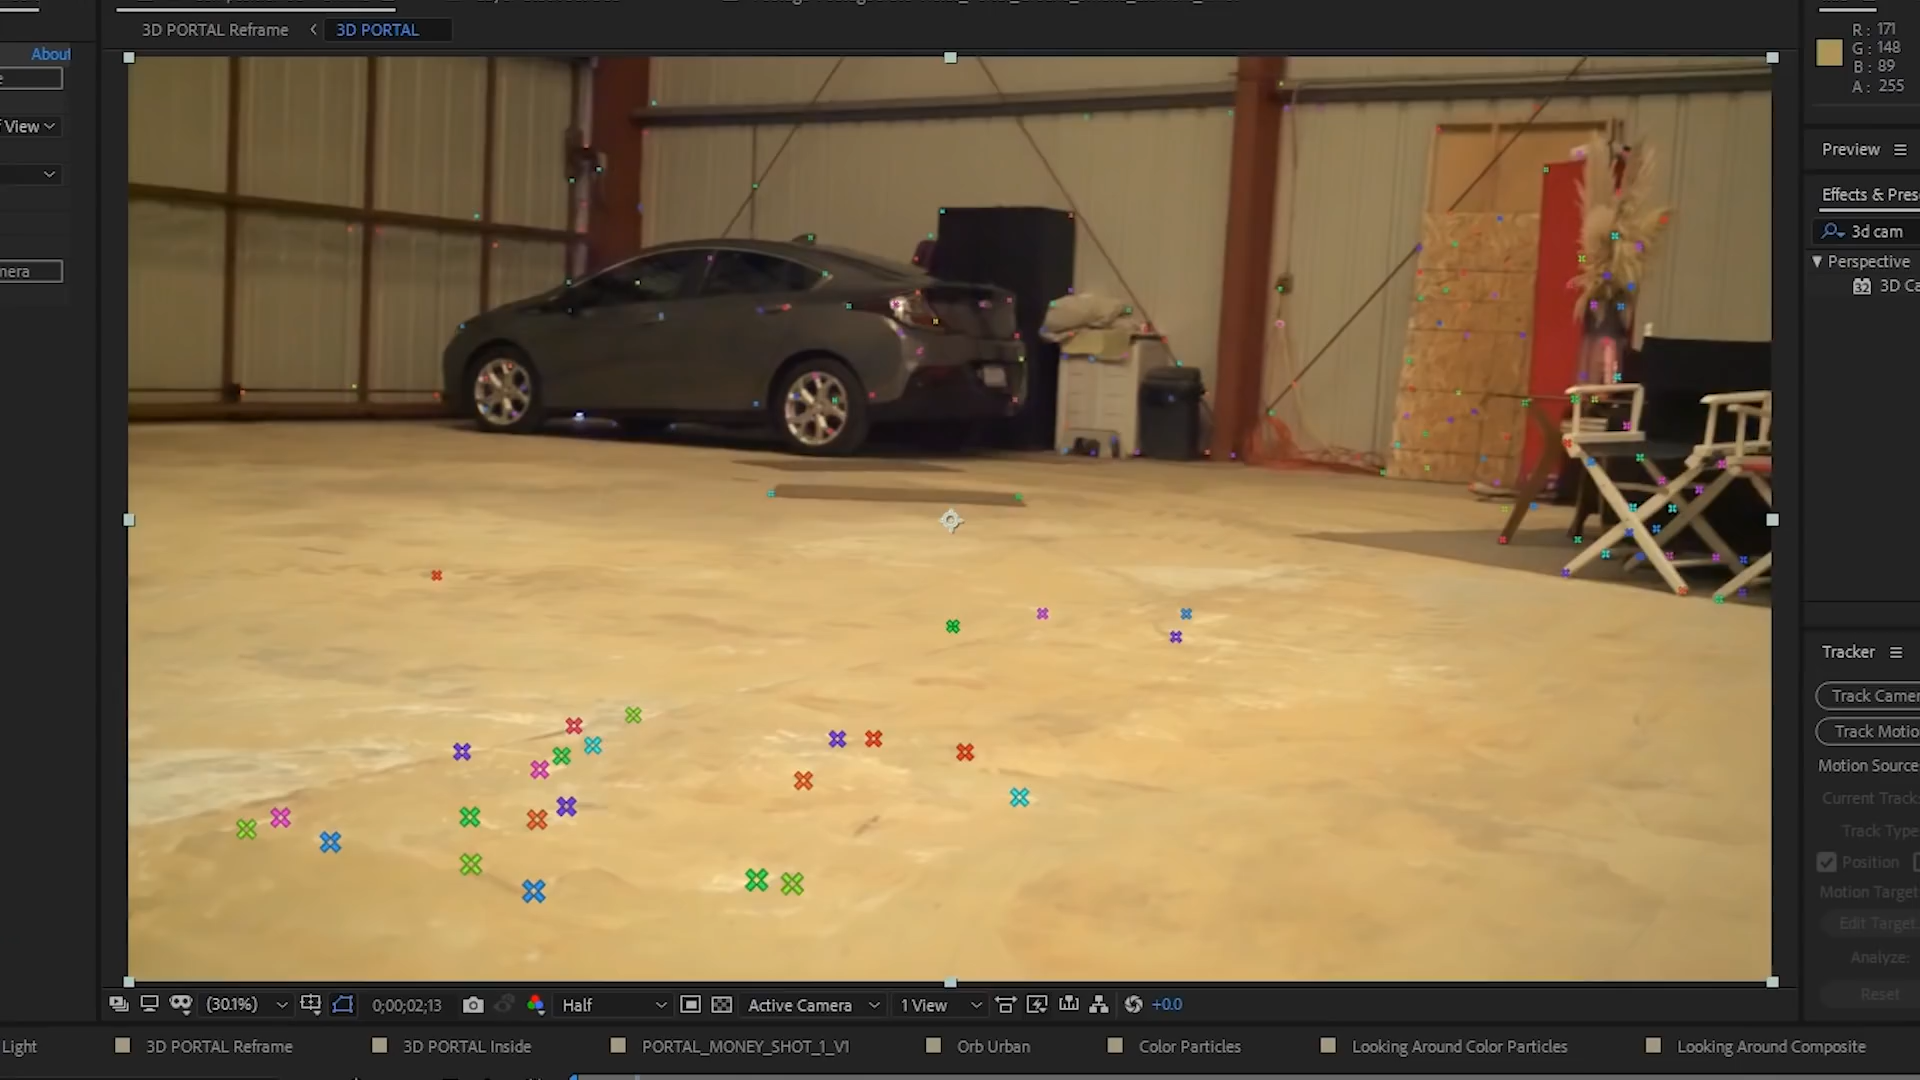 3D PORTAL Reframe
3D PORTAL
About
R : 171
G : 148
B : 89
A : 255
View
Preview
Effects & Pres
3d cam
Perspective
32 3D Ca
nera
Tracker
Track Camer
Track Motio
Motion Source
Current Track:
Track Type
Position
Motion Target
Edit Target.
Analyze:
Reset
(30.1%)
0;00;02;13
Half
Active Camera
1 View
+0.0
Light
3D PORTAL Reframe
3D PORTAL Inside
PORTAL_MONEY_SHOT_1_V1
Orb Urban
Color Particles
Looking Around Color Particles
Looking Around Composite